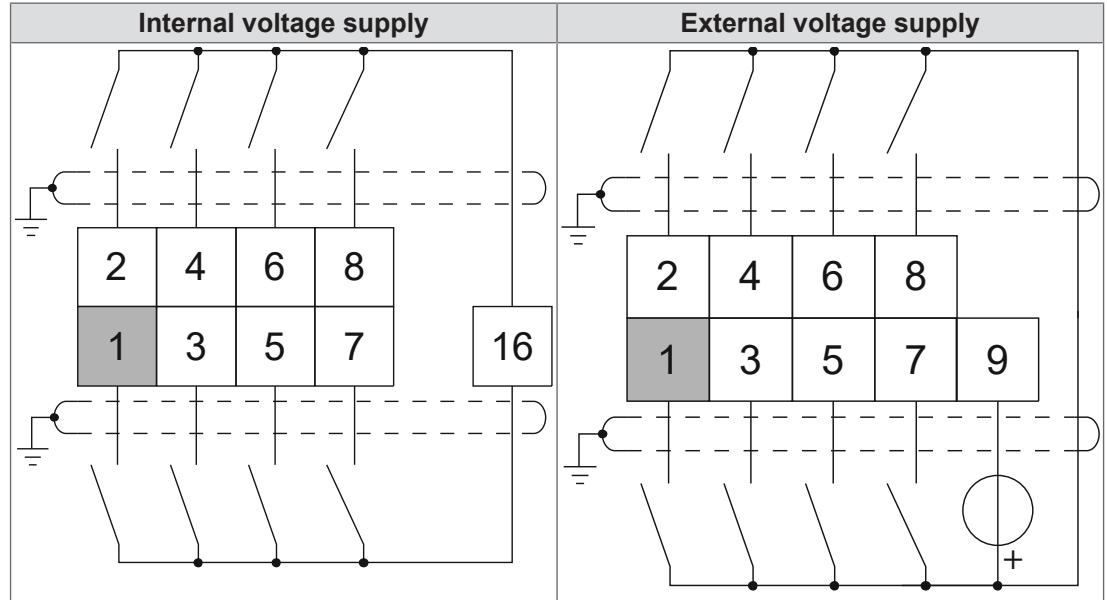 Internal voltage supply
External voltage supply
2 4 6 8
1 3 5 7 16
2 4 6 8
1 3 5 7 9
+